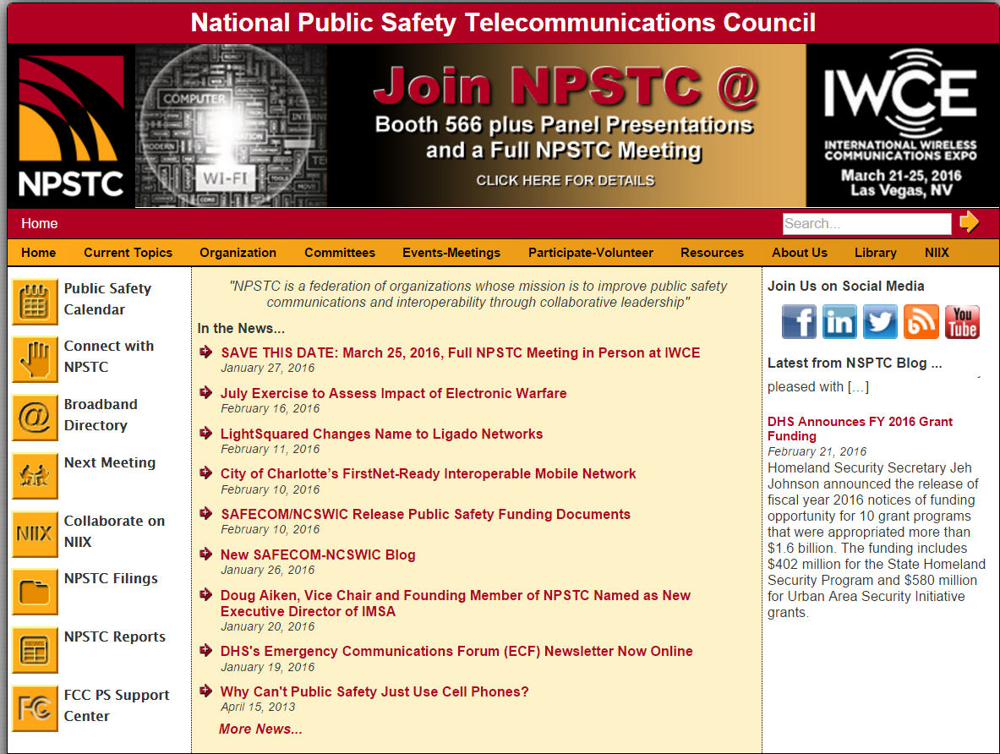 National Public Safety Telecommunications Council
NPSTC
COMPUTER
WI-FI
Join NPSTC @
Booth 566 plus Panel Presentations
and a Full NPSTC Meeting
CLICK HERE FOR DETAILS
IWCE
INTERNATIONAL WIRELESS
COMMUNICATIONS EXPO
March 21-25, 2016
Las Vegas, NV
Home
Search...
Home Current Topics Organization Committees Events-Meetings Participate-Volunteer Resources About Us Library NIIX
Public Safety
Calendar
Connect with
NPSTC
@
Broadband
Directory
Next Meeting
NIIX
Collaborate on
NIIX
NPSTC Filings
NPSTC Reports
FC
FCC PS Support
Center
"NPSTC is a federation of organizations whose mission is to improve public safety
communications and interoperability through collaborative leadership"
In the News...
SAVE THIS DATE: March 25, 2016, Full NPSTC Meeting in Person at IWCE
January 27, 2016
July Exercise to Assess Impact of Electronic Warfare
February 16, 2016
LightSquared Changes Name to Ligado Networks
February 11, 2016
City of Charlotte’s FirstNet-Ready Interoperable Mobile Network
February 10, 2016
SAFECOM/NCSWIC Release Public Safety Funding Documents
February 10, 2016
New SAFECOM-NCSWIC Blog
January 26, 2016
Doug Aiken, Vice Chair and Founding Member of NPSTC Named as New
Executive Director of IMSA
January 20, 2016
DHS's Emergency Communications Forum (ECF) Newsletter Now Online
January 19, 2016
Why Can't Public Safety Just Use Cell Phones?
April 15, 2013
More News...
Join Us on Social Media
f in You
Tube
Latest from NSPTC Blog ...
pleased with […]
DHS Announces FY 2016 Grant
Funding
February 21, 2016
Homeland Security Secretary Jeh
Johnson announced the release of
fiscal year 2016 notices of funding
opportunity for 10 grant programs
that were appropriated more than
$1.6 billion. The funding includes
$402 million for the State Homeland
Security Program and $580 million
for Urban Area Security Initiative
grants.